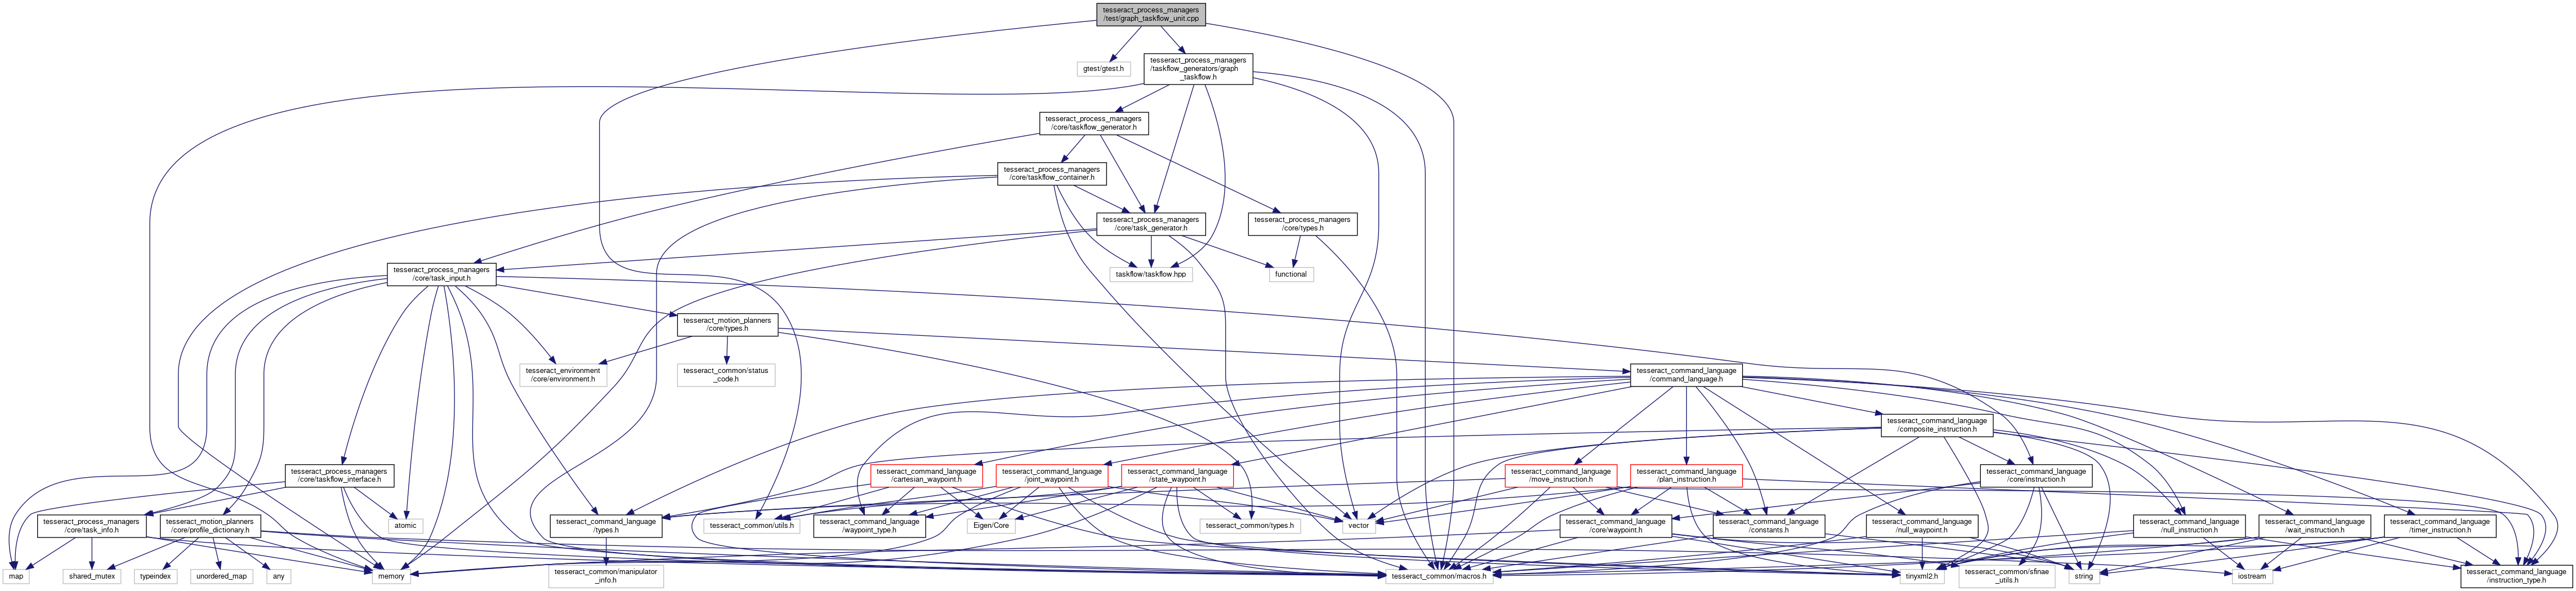 tesseract_process_managers
/test/graph_taskflow_unit.cpp
gtest/gtest.h
tesseract_process_managers
/taskflow_generators/graph
_taskflow.h
tesseract_process_managers
/core/taskflow_generator.h
tesseract_process_managers
/core/taskflow_container.h
tesseract_process_managers
/core/task_generator.h
tesseract_process_managers
/core/types.h
tesseract_process_managers
/core/task_input.h
taskflow/taskflow.hpp
functional
tesseract_motion_planners
/core/types.h
tesseract_environment
/core/environment.h
tesseract_common/status
_code.h
tesseract_command_language
/command_language.h
tesseract_command_language
/composite_instruction.h
tesseract_process_managers
/core/taskflow_interface.h
tesseract_command_language
/cartesian_waypoint.h
tesseract_command_language
/joint_waypoint.h
tesseract_command_language
/state_waypoint.h
tesseract_command_language
/move_instruction.h
tesseract_command_language
/plan_instruction.h
tesseract_command_language
/core/instruction.h
tesseract_process_managers
/core/task_info.h
tesseract_motion_planners
/core/profile_dictionary.h
atomic
tesseract_command_language
/types.h
tesseract_common/utils.h
tesseract_command_language
/waypoint_type.h
Eigen/Core
tesseract_common/types.h
vector
tesseract_command_language
/core/waypoint.h
tesseract_command_language
/constants.h
tesseract_command_language
/null_waypoint.h
tesseract_command_language
/null_instruction.h
tesseract_command_language
/wait_instruction.h
tesseract_command_language
/timer_instruction.h
map
shared_mutex
typeindex
unordered_map
any
memory
tesseract_common/manipulator
_info.h
tesseract_common/macros.h
tinyxml2.h
tesseract_common/sfinae
_utils.h
string
iostream
tesseract_command_language
/instruction_type.h